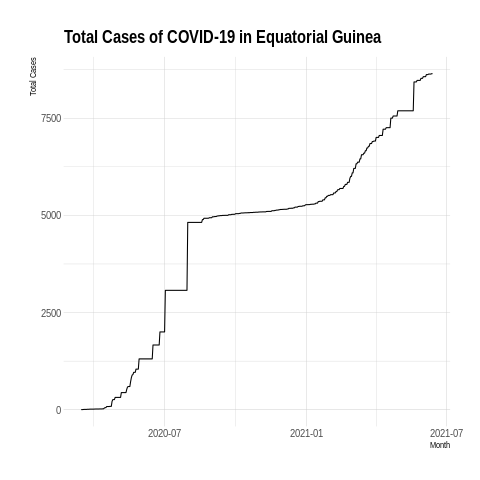 Total Cases of COVID-19 in Equatorial Guinea
Total Cases
7500
5000
2500
0
2020-07 2021-01 2021-07
Month